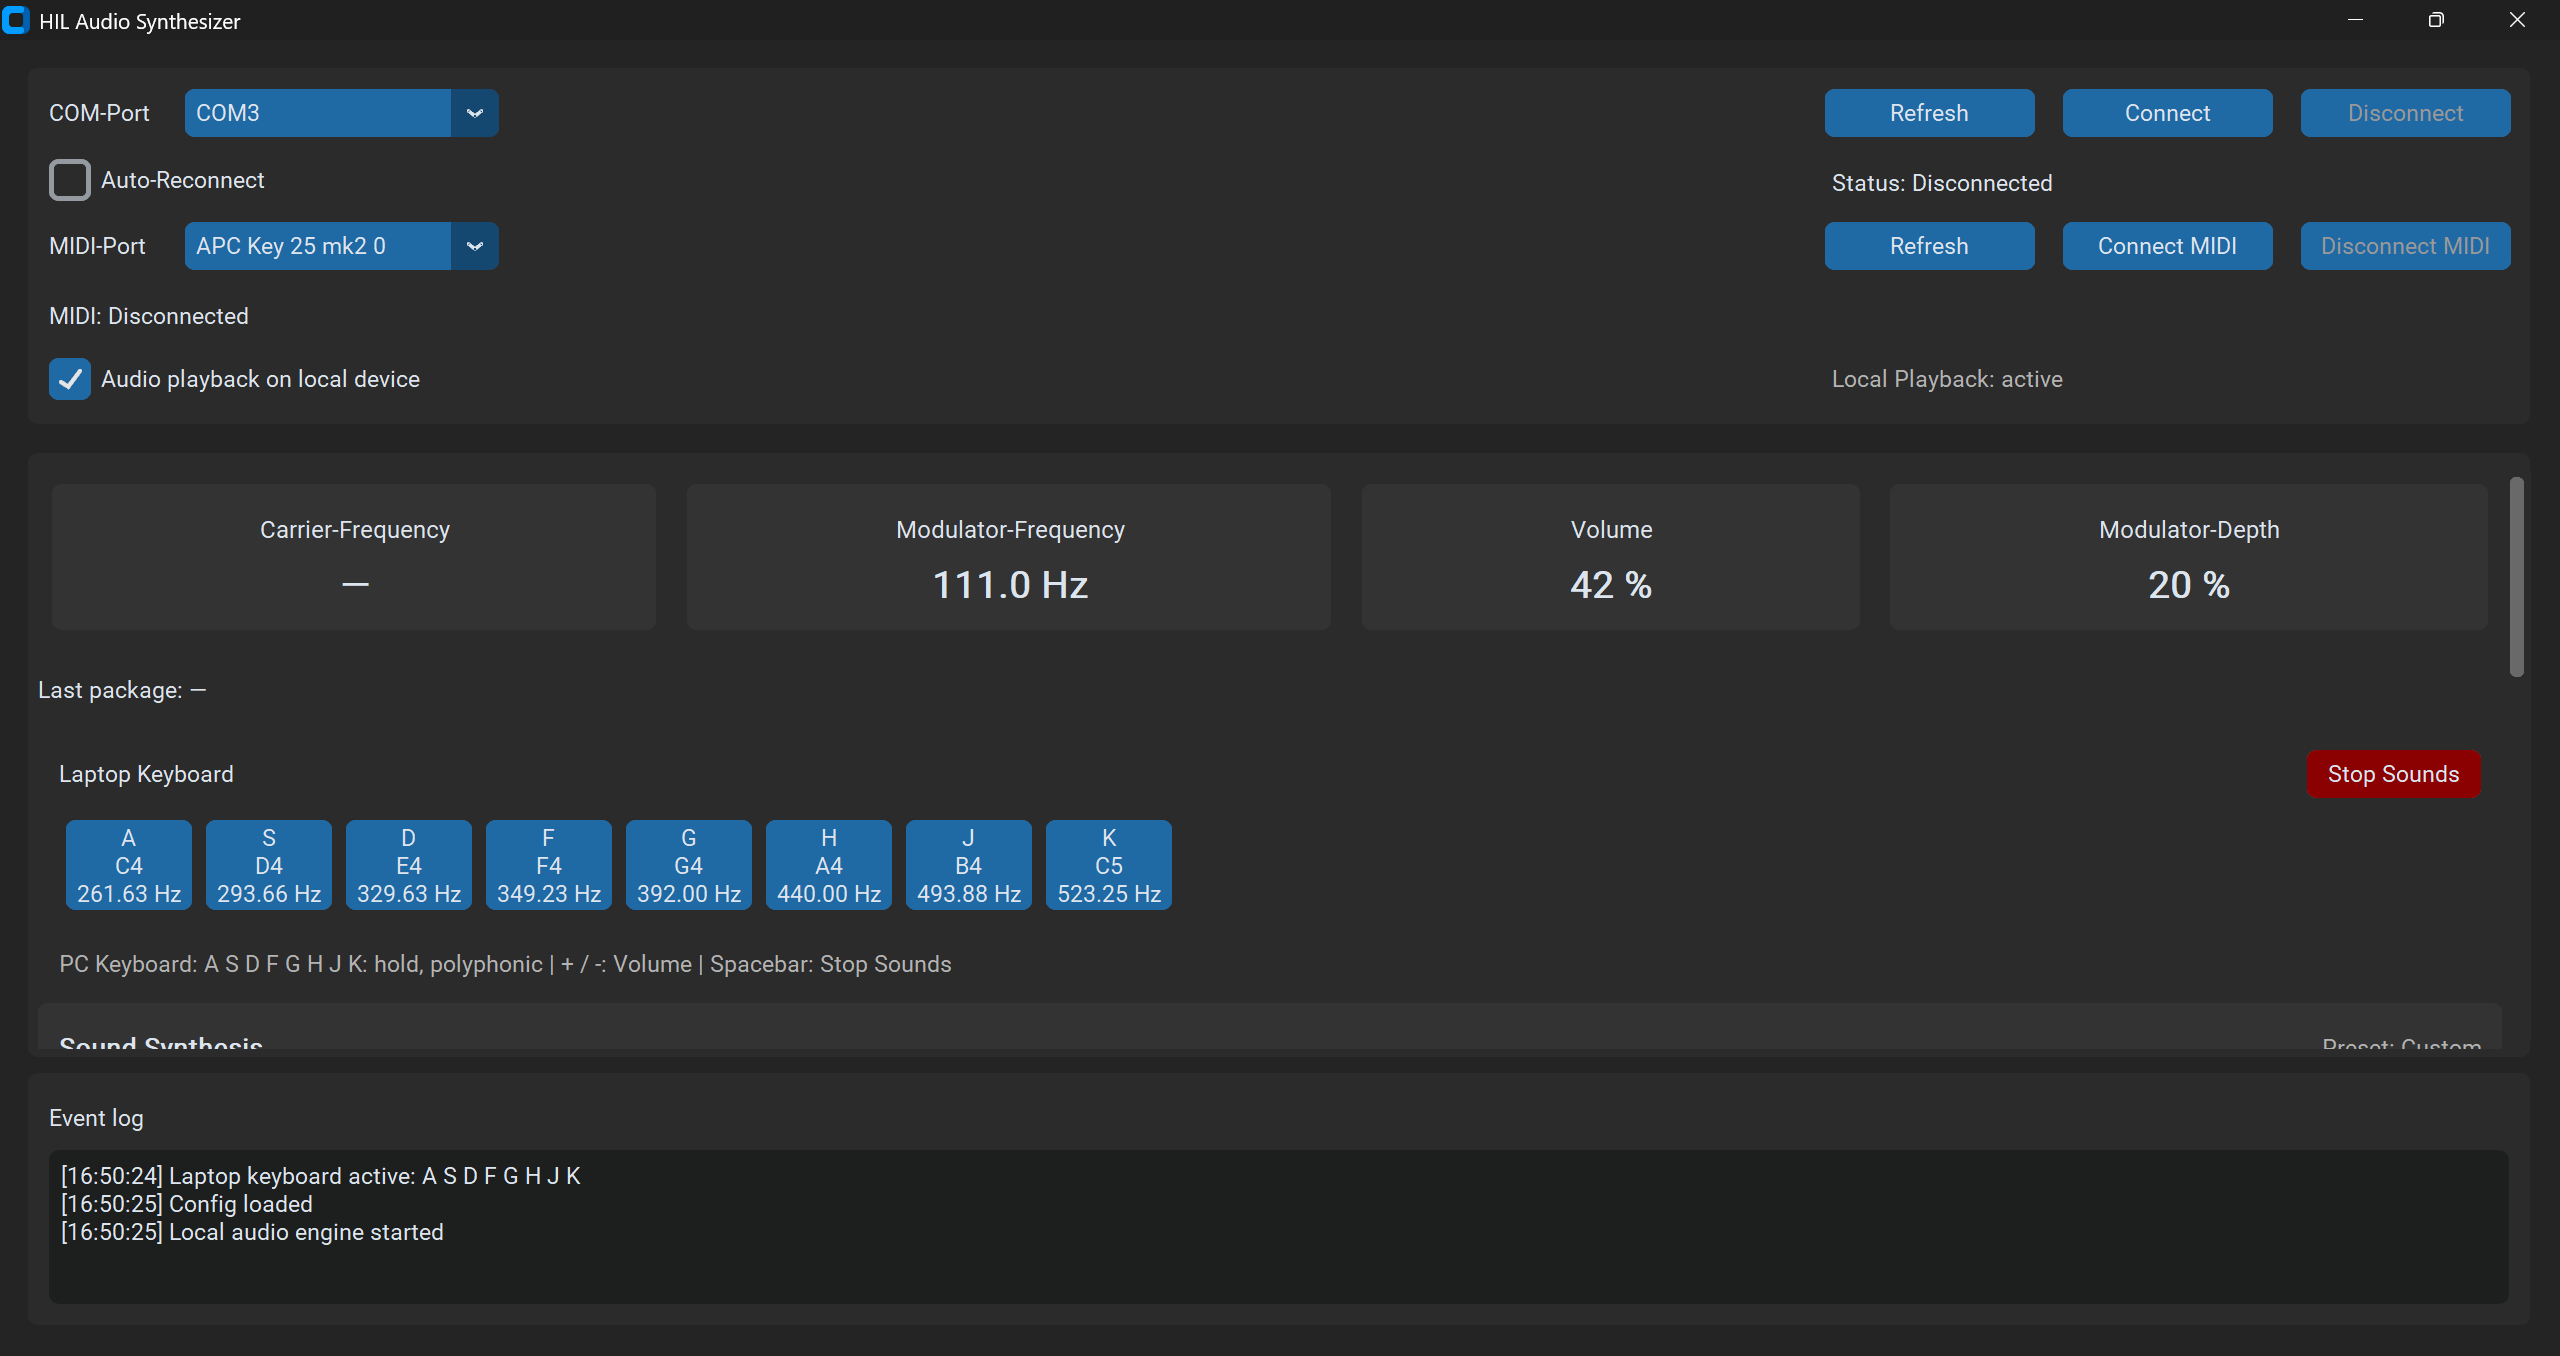 HIL Audio Synthesizer
COM-Port COM3 Refresh Connect Disconnect
Auto-Reconnect Status: Disconnected
MIDI-Port APC Key 25 mk2 0 Refresh Connect MIDI Disconnect MIDI
MIDI: Disconnected
Audio playback on local device Local Playback: active
Carrier-Frequency Modulator-Frequency Volume Modulator-Depth
— 111.0 Hz 42 % 20 %
Last package: —
Laptop Keyboard Stop Sounds
A S D F G H J K
C4 D4 E4 F4 G4 A4 B4 C5
261.63 Hz 293.66 Hz 329.63 Hz 349.23 Hz 392.00 Hz 440.00 Hz 493.88 Hz 523.25 Hz
PC Keyboard: A S D F G H J K: hold, polyphonic | + / -: Volume | Spacebar: Stop Sounds
Sound Synthesis Preset: Custom
Event log
[16:50:24] Laptop keyboard active: A S D F G H J K
[16:50:25] Config loaded
[16:50:25] Local audio engine started